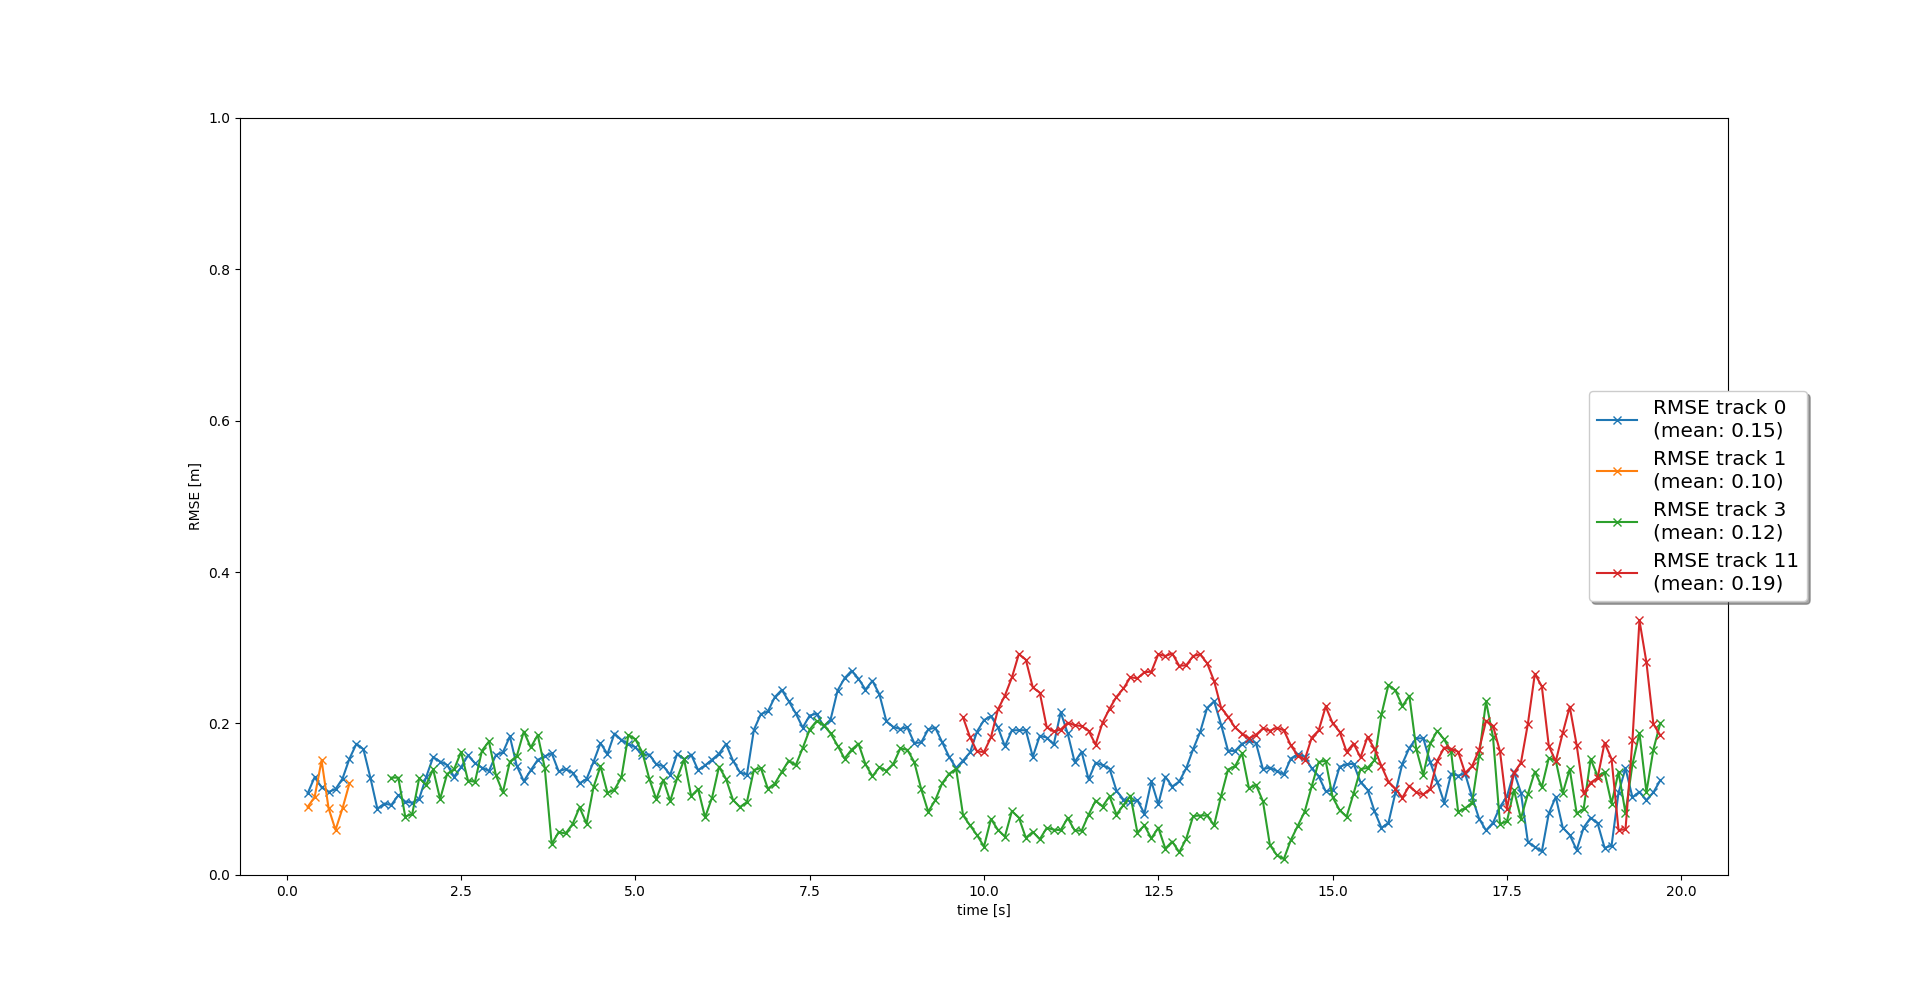 1.0
0.8
0.6
0.4
0.2
0.0
RMSE [m]
0.0 2.5 5.0 7.5 10.0 12.5 15.0 17.5 20.0
time [s]
RMSE track 0
(mean: 0.15)
RMSE track 1
(mean: 0.10)
RMSE track 3
(mean: 0.12)
RMSE track 11
(mean: 0.19)